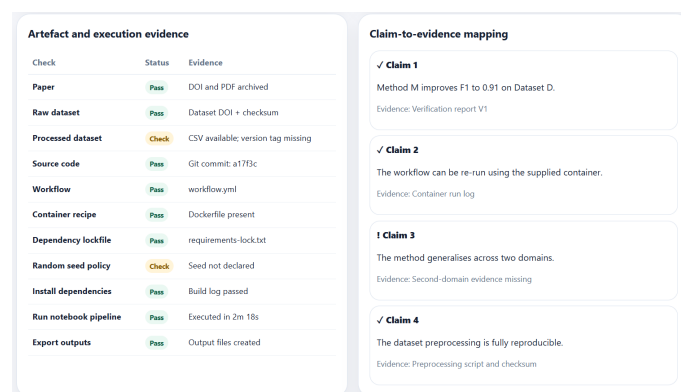 Artefact and execution evidence
Check Status Evidence
Paper Pass DOI and PDF archived
Raw dataset Pass Dataset DOI + checksum
Processed dataset Check CSV available; version tag missing
Source code Pass Git commit: a17f3c
Workflow Pass workflow.yml
Container recipe Pass Dockerfile present
Dependency lockfile Pass requirements-lock.txt
Random seed policy Check Seed not declared
Install dependencies Pass Build log passed
Run notebook pipeline Pass Executed in 2m 18s
Export outputs Pass Output files created
Claim-to-evidence mapping
✓ Claim 1
Method M improves F1 to 0.91 on Dataset D.
Evidence: Verification report V1
✓ Claim 2
The workflow can be re-run using the supplied container.
Evidence: Container run log
! Claim 3
The method generalises across two domains.
Evidence: Second-domain evidence missing
✓ Claim 4
The dataset preprocessing is fully reproducible.
Evidence: Preprocessing script and checksum